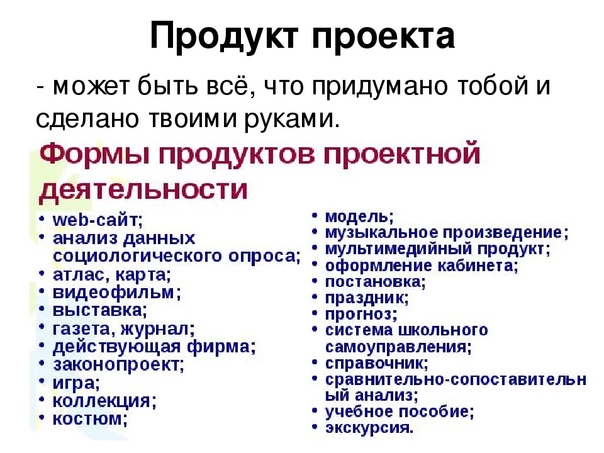 Продукт проекта
- может быть всё, что придумано тобой и
сделано твоими руками.
Формы продуктов проектной
деятельности
• web-сайт;
• анализ данных
социологического опроса;
• атлас, карта;
• видеофильм;
• выставка;
• газета, журнал;
• действующая фирма;
• законопроект;
• игра;
• коллекция;
• костюм;
• модель;
• музыкальное произведение;
• мультимедийный продукт;
• оформление кабинета;
• постановка;
• праздник;
• прогноз;
• система школьного
самоуправления;
• справочник;
• сравнительно-сопоставительн
ый анализ;
• учебное пособие;
• экскурсия.